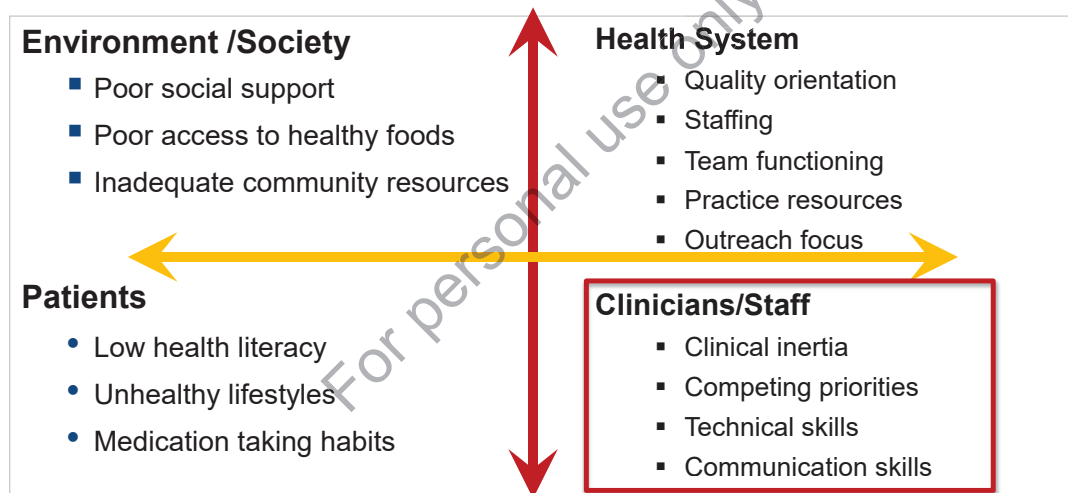 Environment /Society
Poor social support
Poor access to healthy foods
Inadequate community resources
Health System
Quality orientation
Staffing
Team functioning
Practice resources
Outreach focus
Patients
Low health literacy
Unhealthy lifestyles
Medication taking habits
Clinicians/Staff
Clinical inertia
Competing priorities
Technical skills
Communication skills
For personal use only